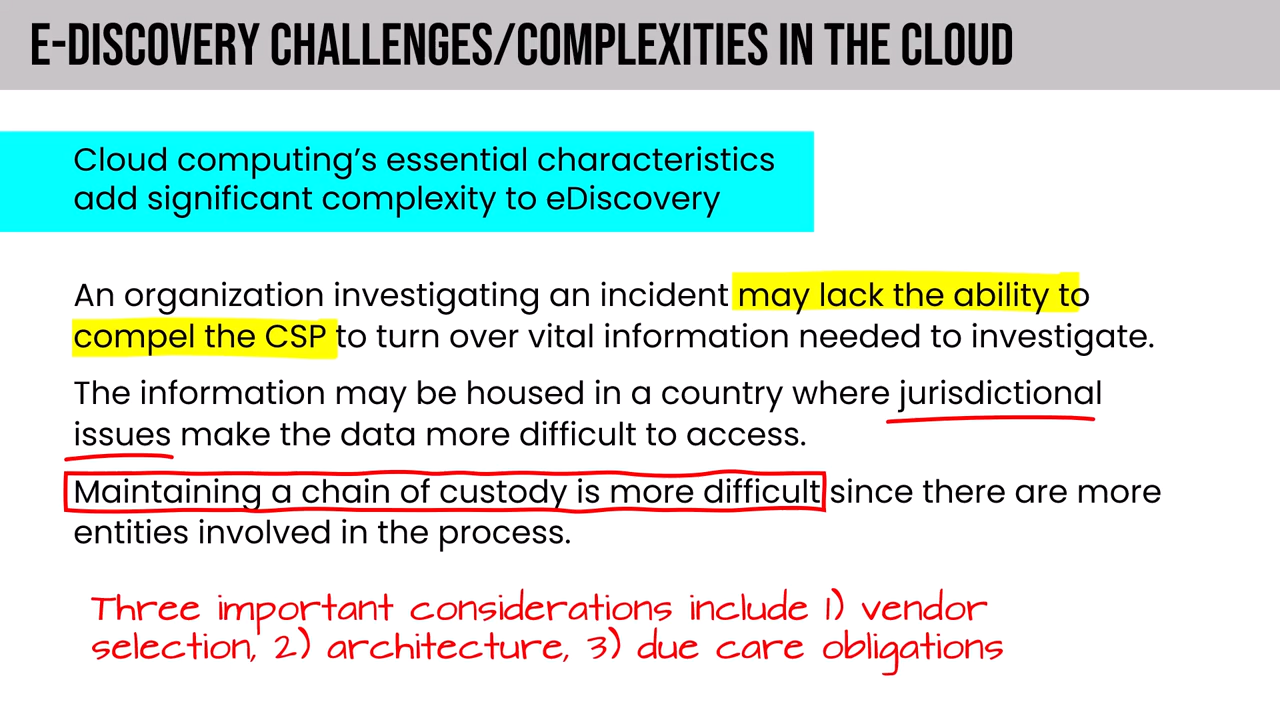 E-DISCOVERY CHALLENGES/COMPLEXITIES IN THE CLOUD
Cloud computing’s essential characteristics
add significant complexity to eDiscovery
An organization investigating an incident may lack the ability to
compel the CSP to turn over vital information needed to investigate.
The information may be housed in a country where jurisdictional
issues make the data more difficult to access.
Maintaining a chain of custody is more difficult since there are more
entities involved in the process.
Three important considerations include 1) vendor
selection, 2) architecture, 3) due care obligations